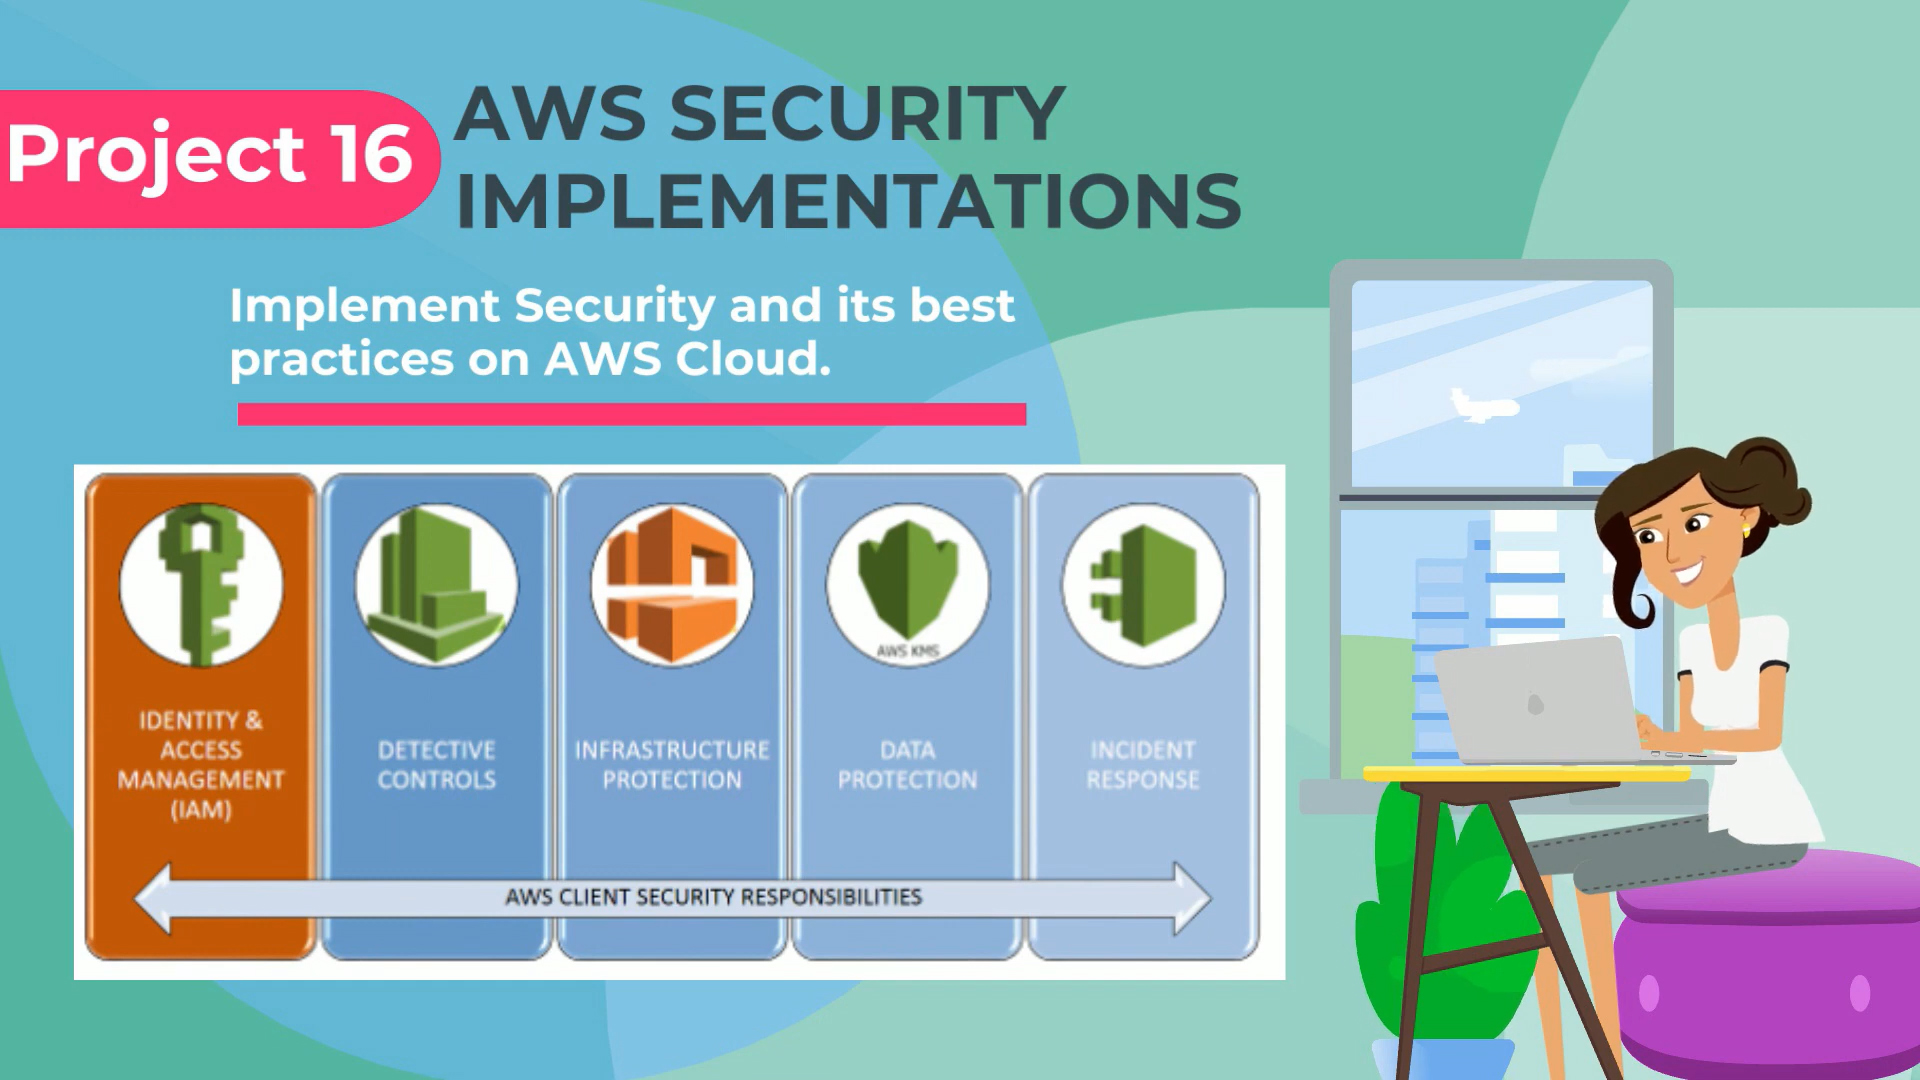 Project 16
AWS SECURITY
IMPLEMENTATIONS
Implement Security and its best
practices on AWS Cloud.
IDENTITY &
ACCESS
MANAGEMENT
(IAM)
DETECTIVE
CONTROLS
INFRASTRUCTURE
PROTECTION
AWS KMS
DATA
PROTECTION
INCIDENT
RESPONSE
AWS CLIENT SECURITY RESPONSIBILITIES